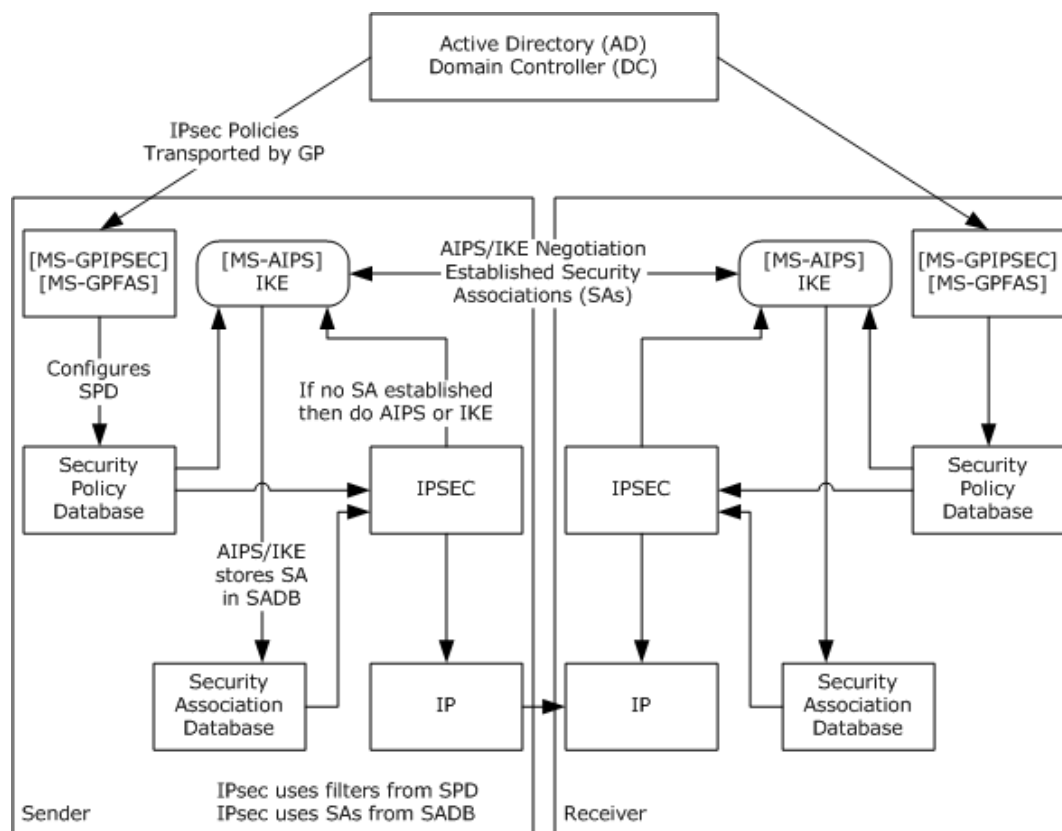 Active Directory (AD)
Domain Controller (DC)
IPsec Policies
Transported by GP
[MS-GPIPSEC]
[MS-GPFAS]
[MS-AIPS]
IKE
AIPS/IKE Negotiation
Established Security
Associations (SAs)
[MS-AIPS]
IKE
[MS-GPIPSEC]
[MS-GPFAS]
Configures
SPD
If no SA established
then do AIPS or IKE
Security
Policy
Database
IPSEC
IPSEC
Security
Policy
Database
AIPS/IKE
stores SA
in SADB
Security
Association
Database
IP
IP
Security
Association
Database
IPsec uses filters from SPD
IPsec uses SAs from SADB
Sender
Receiver